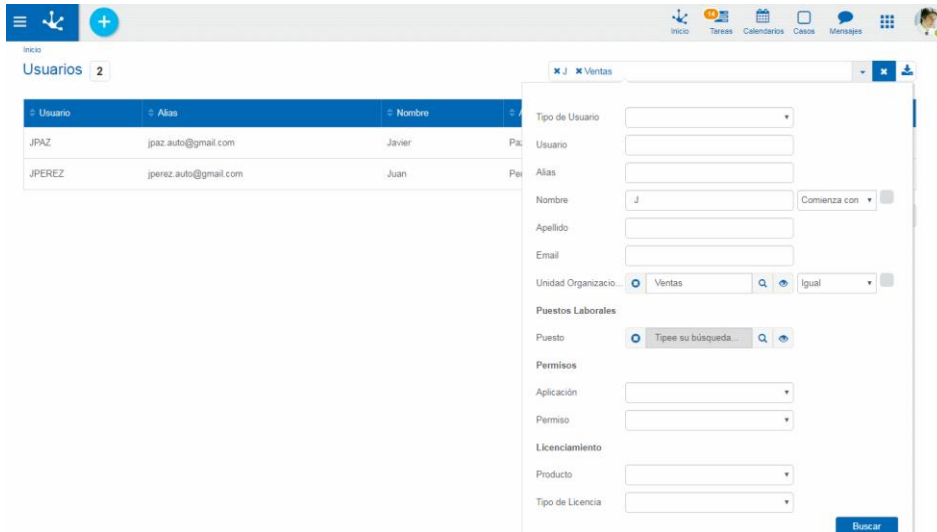 Inicio
14
Tareas
Calendarios
Casos
Mensajes
Inicio
Usuarios 2
J Ventas
Usuario Alias Nombre
JPAZ jpaz.auto@gmail.com Javier
JPEREZ jperez.auto@gmail.com Juan
Tipo de Usuario
Usuario
Alias
Nombre J Comienza con
Apellido
Email
Unidad Organizacio... Ventas Igual
Puestos Laborales
Puesto Tipee su búsqueda...
Permisos
Aplicación
Permiso
Licenciamiento
Producto
Tipo de Licencia
Buscar